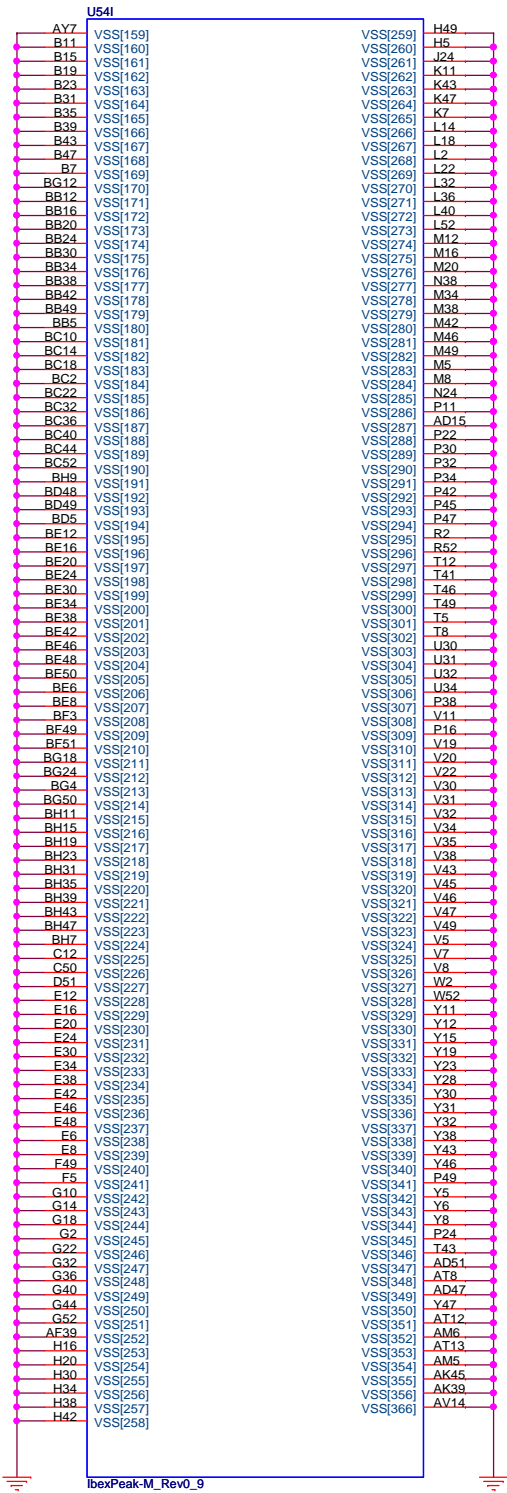 U54I
AY7 VSS[159] VSS[259] H49
B11 VSS[160] VSS[260] H5
B15 VSS[161] VSS[261] J24
B19 VSS[162] VSS[262] K11
B23 VSS[163] VSS[263] K43
B31 VSS[164] VSS[264] K47
B35 VSS[165] VSS[265] K7
B39 VSS[166] VSS[266] L14
B43 VSS[167] VSS[267] L18
B47 VSS[168] VSS[268] L2
B7 VSS[169] VSS[269] L22
BG12 VSS[170] VSS[270] L32
BB12 VSS[171] VSS[271] L36
BB16 VSS[172] VSS[272] L40
BB20 VSS[173] VSS[273] L52
BB24 VSS[174] VSS[274] M12
BB30 VSS[175] VSS[275] M16
BB34 VSS[176] VSS[276] M20
BB38 VSS[177] VSS[277] N38
BB42 VSS[178] VSS[278] M34
BB49 VSS[179] VSS[279] M38
BB5 VSS[180] VSS[280] M42
BC10 VSS[181] VSS[281] M46
BC14 VSS[182] VSS[282] M49
BC18 VSS[183] VSS[283] M5
BC2 VSS[184] VSS[284] M8
BC22 VSS[185] VSS[285] N24
BC32 VSS[186] VSS[286] P11
BC36 VSS[187] VSS[287] AD15
BC40 VSS[188] VSS[288] P22
BC44 VSS[189] VSS[289] P30
BC52 VSS[190] VSS[290] P32
BH9 VSS[191] VSS[291] P34
BD48 VSS[192] VSS[292] P42
BD49 VSS[193] VSS[293] P45
BD5 VSS[194] VSS[294] P47
BE12 VSS[195] VSS[295] R2
BE16 VSS[196] VSS[296] R52
BE20 VSS[197] VSS[297] T12
BE24 VSS[198] VSS[298] T41
BE30 VSS[199] VSS[299] T46
BE34 VSS[200] VSS[300] T49
BE38 VSS[201] VSS[301] T5
BE42 VSS[202] VSS[302] T8
BE46 VSS[203] VSS[303] U30
BE48 VSS[204] VSS[304] U31
BE50 VSS[205] VSS[305] U32
BE6 VSS[206] VSS[306] U34
BE8 VSS[207] VSS[307] P38
BF3 VSS[208] VSS[308] V11
BF49 VSS[209] VSS[309] P16
BF51 VSS[210] VSS[310] V19
BG18 VSS[211] VSS[311] V20
BG24 VSS[212] VSS[312] V22
BG4 VSS[213] VSS[313] V30
BG50 VSS[214] VSS[314] V31
BH11 VSS[215] VSS[315] V32
BH15 VSS[216] VSS[316] V34
BH19 VSS[217] VSS[317] V35
BH23 VSS[218] VSS[318] V38
BH31 VSS[219] VSS[319] V43
BH35 VSS[220] VSS[320] V45
BH39 VSS[221] VSS[321] V46
BH43 VSS[222] VSS[322] V47
BH47 VSS[223] VSS[323] V49
BH7 VSS[224] VSS[324] V5
C12 VSS[225] VSS[325] V7
C50 VSS[226] VSS[326] V8
D51 VSS[227] VSS[327] W2
E12 VSS[228] VSS[328] W52
E16 VSS[229] VSS[329] Y11
E20 VSS[230] VSS[330] Y12
E24 VSS[231] VSS[331] Y15
E30 VSS[232] VSS[332] Y19
E34 VSS[233] VSS[333] Y23
E38 VSS[234] VSS[334] Y28
E42 VSS[235] VSS[335] Y30
E46 VSS[236] VSS[336] Y31
E48 VSS[237] VSS[337] Y32
E6 VSS[238] VSS[338] Y38
E8 VSS[239] VSS[339] Y43
F49 VSS[240] VSS[340] Y46
F5 VSS[241] VSS[341] P49
G10 VSS[242] VSS[342] Y5
G14 VSS[243] VSS[343] Y6
G18 VSS[244] VSS[344] Y8
G2 VSS[245] VSS[345] P24
G22 VSS[246] VSS[346] T43
G32 VSS[247] VSS[347] AD51
G36 VSS[248] VSS[348] AT8
G40 VSS[249] VSS[349] AD47
G44 VSS[250] VSS[350] Y47
G52 VSS[251] VSS[351] AT12
AF39 VSS[252] VSS[352] AM6
H16 VSS[253] VSS[353] AT13
H20 VSS[254] VSS[354] AM5
H30 VSS[255] VSS[355] AK45
H34 VSS[256] VSS[356] AK39
H38 VSS[257] VSS[366] AV14
H42 VSS[258]
IbexPeak-M_Rev0_9